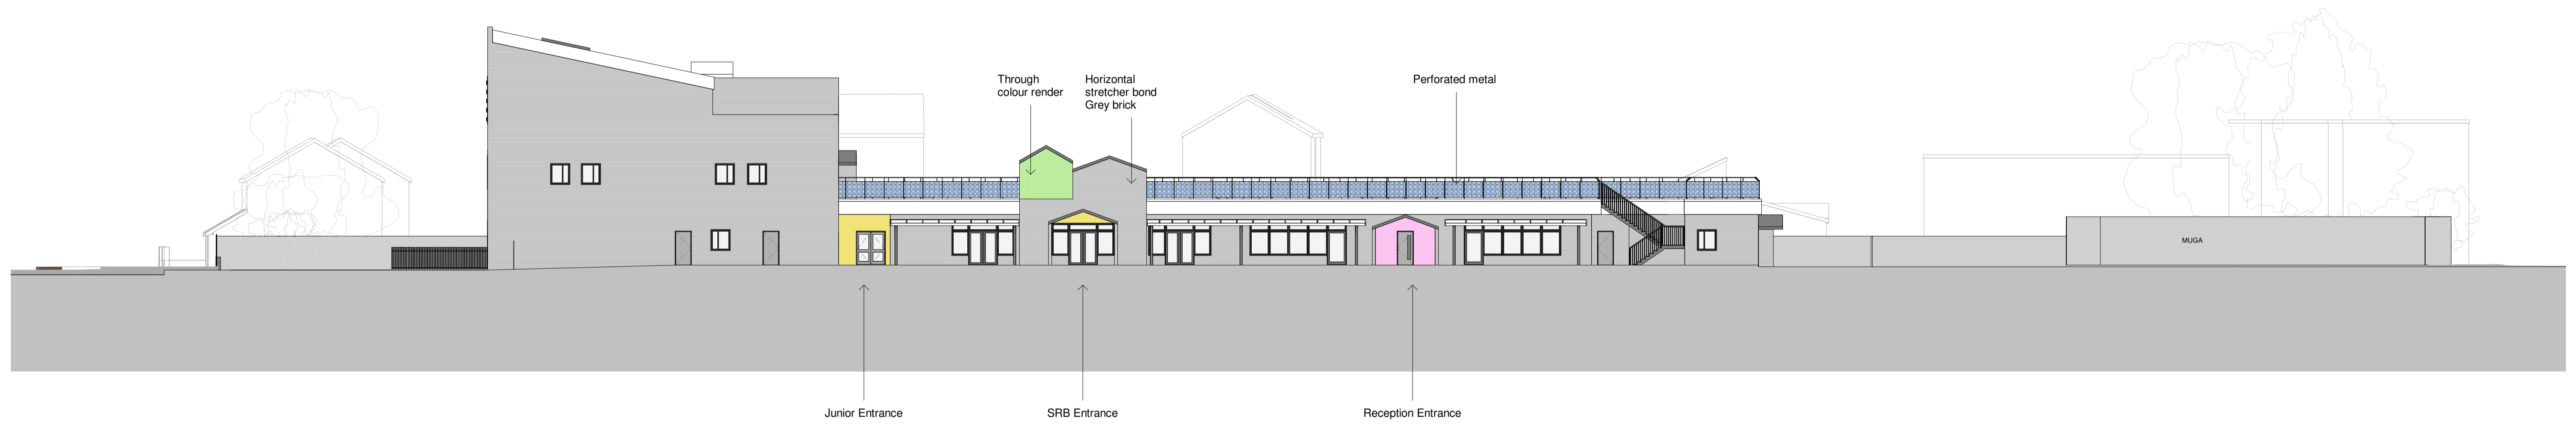 Through
colour render
Horizontal
stretcher bond
Grey brick
Perforated metal
MUGA
Junior Entrance
SRB Entrance
Reception Entrance